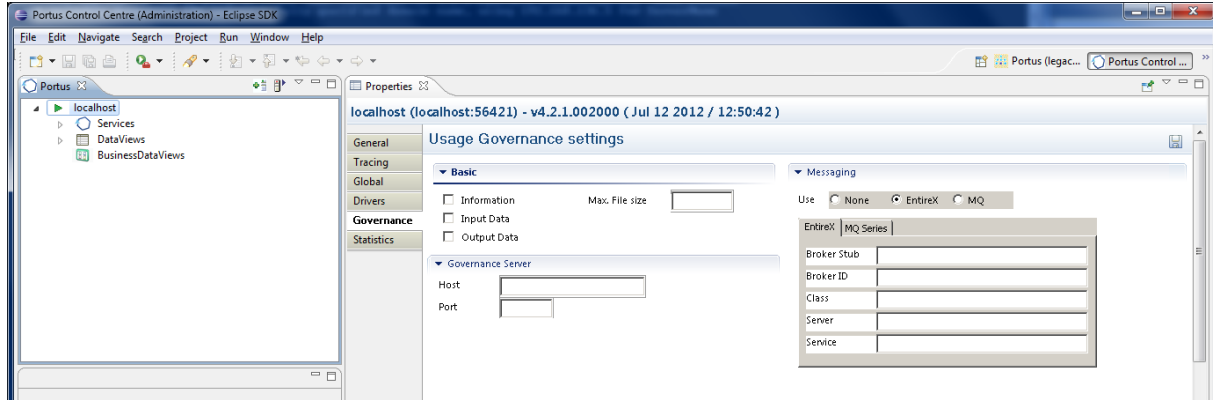 Portus Control Centre (Administration) - Eclipse SDK
File Edit Navigate Search Project Run Window Help
Portus (legac... Portus Control ... »
Portus
localhost
Services
DataViews
BusinessDataViews
Properties
localhost (localhost:56421) - v4.2.1.002000 ( Jul 12 2012 / 12:50:42 )
General
Tracing
Global
Drivers
Governance
Statistics
Usage Governance settings
Basic
Information Max. File size
Input Data
Output Data
Governance Server
Host
Port
Messaging
Use None EntireX MQ
EntireX MQ Series
Broker Stub
Broker ID
Class
Server
Service